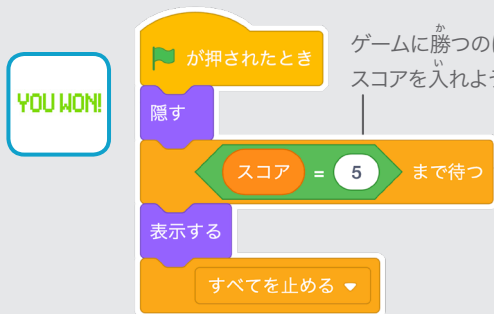 ゲームに勝つのに
スコアを入れよ
YOU WON!
が押されたとき
隠す
スコア = 5 まで待つ
表示する
すべてを止める